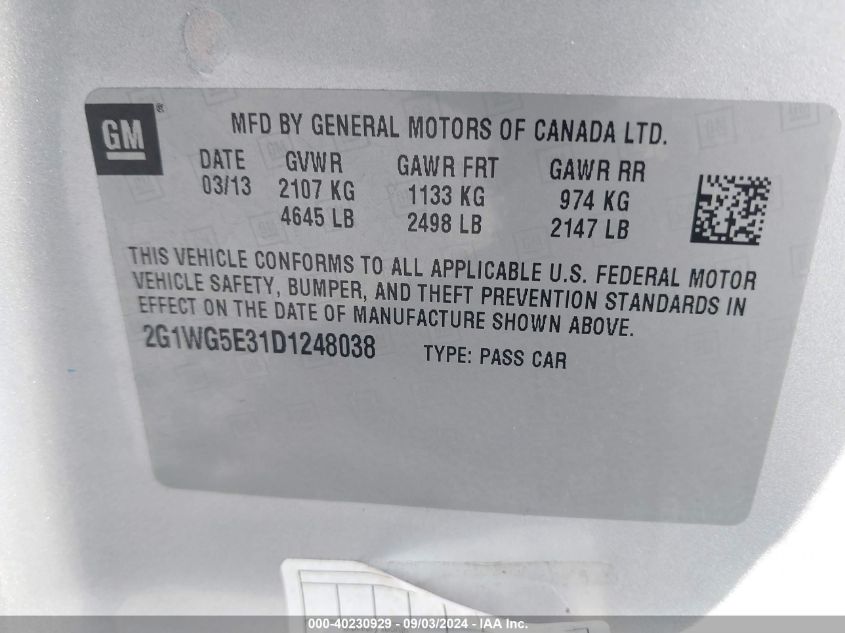 GM
MFD BY GENERAL MOTORS OF CANADA LTD.
DATE GVWR GAWR FRT GAWR RR
03/13 2107 KG 1133 KG 974 KG
4645 LB 2498 LB 2147 LB
THIS VEHICLE CONFORMS TO ALL APPLICABLE U.S. FEDERAL MOTOR
VEHICLE SAFETY, BUMPER, AND THEFT PREVENTION STANDARDS IN
EFFECT ON THE DATE OF MANUFACTURE SHOWN ABOVE.
2G1WG5E31D1248038 TYPE: PASS CAR
000-40230929 - 09/03/2024 - IAA Inc.